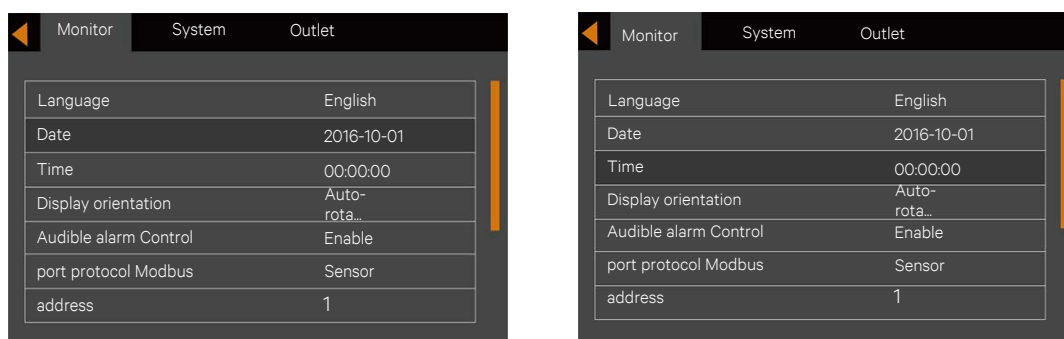 Monitor System Outlet
Language English
Date 2016-10-01
Time 00:00:00
Display orientation Auto-
rota...
Audible alarm Control Enable
port protocol Modbus Sensor
address 1
Monitor System Outlet
Language English
Date 2016-10-01
Time 00:00:00
Display orientation Auto-
rota...
Audible alarm Control Enable
port protocol Modbus Sensor
address 1